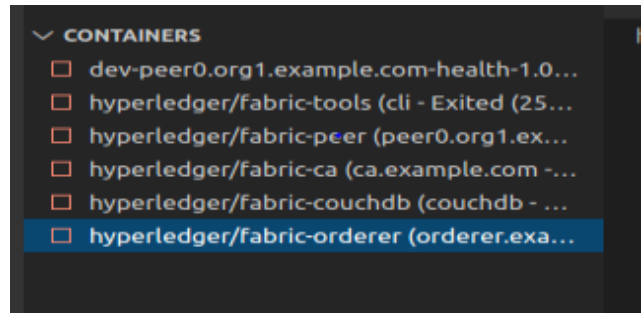 CONTAINERS
dev-peer0.org1.example.com-health-1.0...
hyperledger/fabric-tools (cli - Exited (25...
hyperledger/fabric-peer (peer0.org1.ex...
hyperledger/fabric-ca (ca.example.com -...
hyperledger/fabric-couchdb (couchdb - ...
hyperledger/fabric-orderer (orderer.exa...